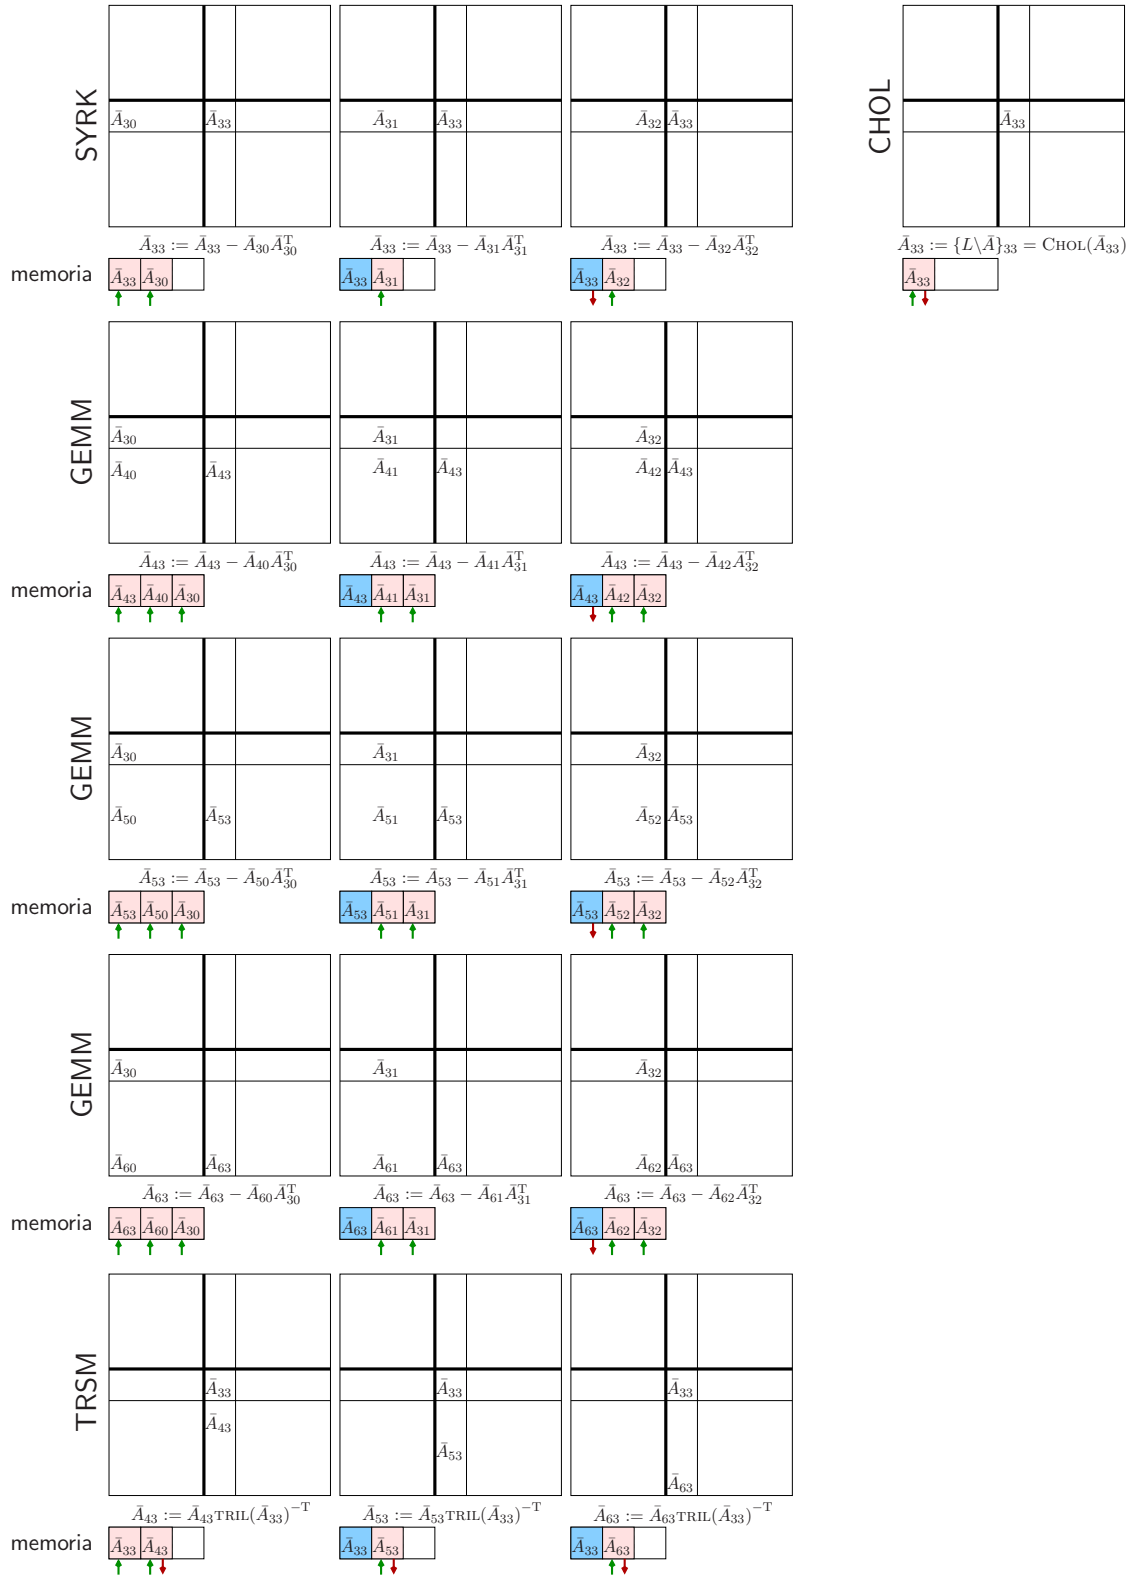 SYRK
Ā₃₀ Ā₃₃ Ā₃₁ Ā₃₃ Ā₃₂ Ā₃₃
Ā₃₃ := Ā₃₃ − Ā₃₀Ā₃₀ᵀ Ā₃₃ := Ā₃₃ − Ā₃₁Ā₃₁ᵀ Ā₃₃ := Ā₃₃ − Ā₃₂Ā₃₂ᵀ
memoria Ā₃₃ Ā₃₀ Ā₃₃ Ā₃₁ Ā₃₃ Ā₃₂
CHOL
Ā₃₃
Ā₃₃ := {L\Ā}₃₃ = CHOL(Ā₃₃)
Ā₃₃
GEMM
Ā₃₀ Ā₃₁ Ā₃₂
Ā₄₀ Ā₄₃ Ā₄₁ Ā₄₃ Ā₄₂ Ā₄₃
Ā₄₃ := Ā₄₃ − Ā₄₀Ā₃₀ᵀ Ā₄₃ := Ā₄₃ − Ā₄₁Ā₃₁ᵀ Ā₄₃ := Ā₄₃ − Ā₄₂Ā₃₂ᵀ
memoria Ā₄₃ Ā₄₀ Ā₃₀ Ā₄₃ Ā₄₁ Ā₃₁ Ā₄₃ Ā₄₂ Ā₃₂
GEMM
Ā₃₀ Ā₃₁ Ā₃₂
Ā₅₀ Ā₅₃ Ā₅₁ Ā₅₃ Ā₅₂ Ā₅₃
Ā₅₃ := Ā₅₃ − Ā₅₀Ā₃₀ᵀ Ā₅₃ := Ā₅₃ − Ā₅₁Ā₃₁ᵀ Ā₅₃ := Ā₅₃ − Ā₅₂Ā₃₂ᵀ
memoria Ā₅₃ Ā₅₀ Ā₃₀ Ā₅₃ Ā₅₁ Ā₃₁ Ā₅₃ Ā₅₂ Ā₃₂
GEMM
Ā₃₀ Ā₃₁ Ā₃₂
Ā₆₀ Ā₆₃ Ā₆₁ Ā₆₃ Ā₆₂ Ā₆₃
Ā₆₃ := Ā₆₃ − Ā₆₀Ā₃₀ᵀ Ā₆₃ := Ā₆₃ − Ā₆₁Ā₃₁ᵀ Ā₆₃ := Ā₆₃ − Ā₆₂Ā₃₂ᵀ
memoria Ā₆₃ Ā₆₀ Ā₃₀ Ā₆₃ Ā₆₁ Ā₃₁ Ā₆₃ Ā₆₂ Ā₃₂
TRSM
Ā₃₃ Ā₃₃ Ā₃₃
Ā₄₃ Ā₅₃ Ā₆₃
Ā₄₃ := Ā₄₃TRIL(Ā₃₃)⁻ᵀ Ā₅₃ := Ā₅₃TRIL(Ā₃₃)⁻ᵀ Ā₆₃ := Ā₆₃TRIL(Ā₃₃)⁻ᵀ
memoria Ā₃₃ Ā₄₃ Ā₃₃ Ā₅₃ Ā₃₃ Ā₆₃